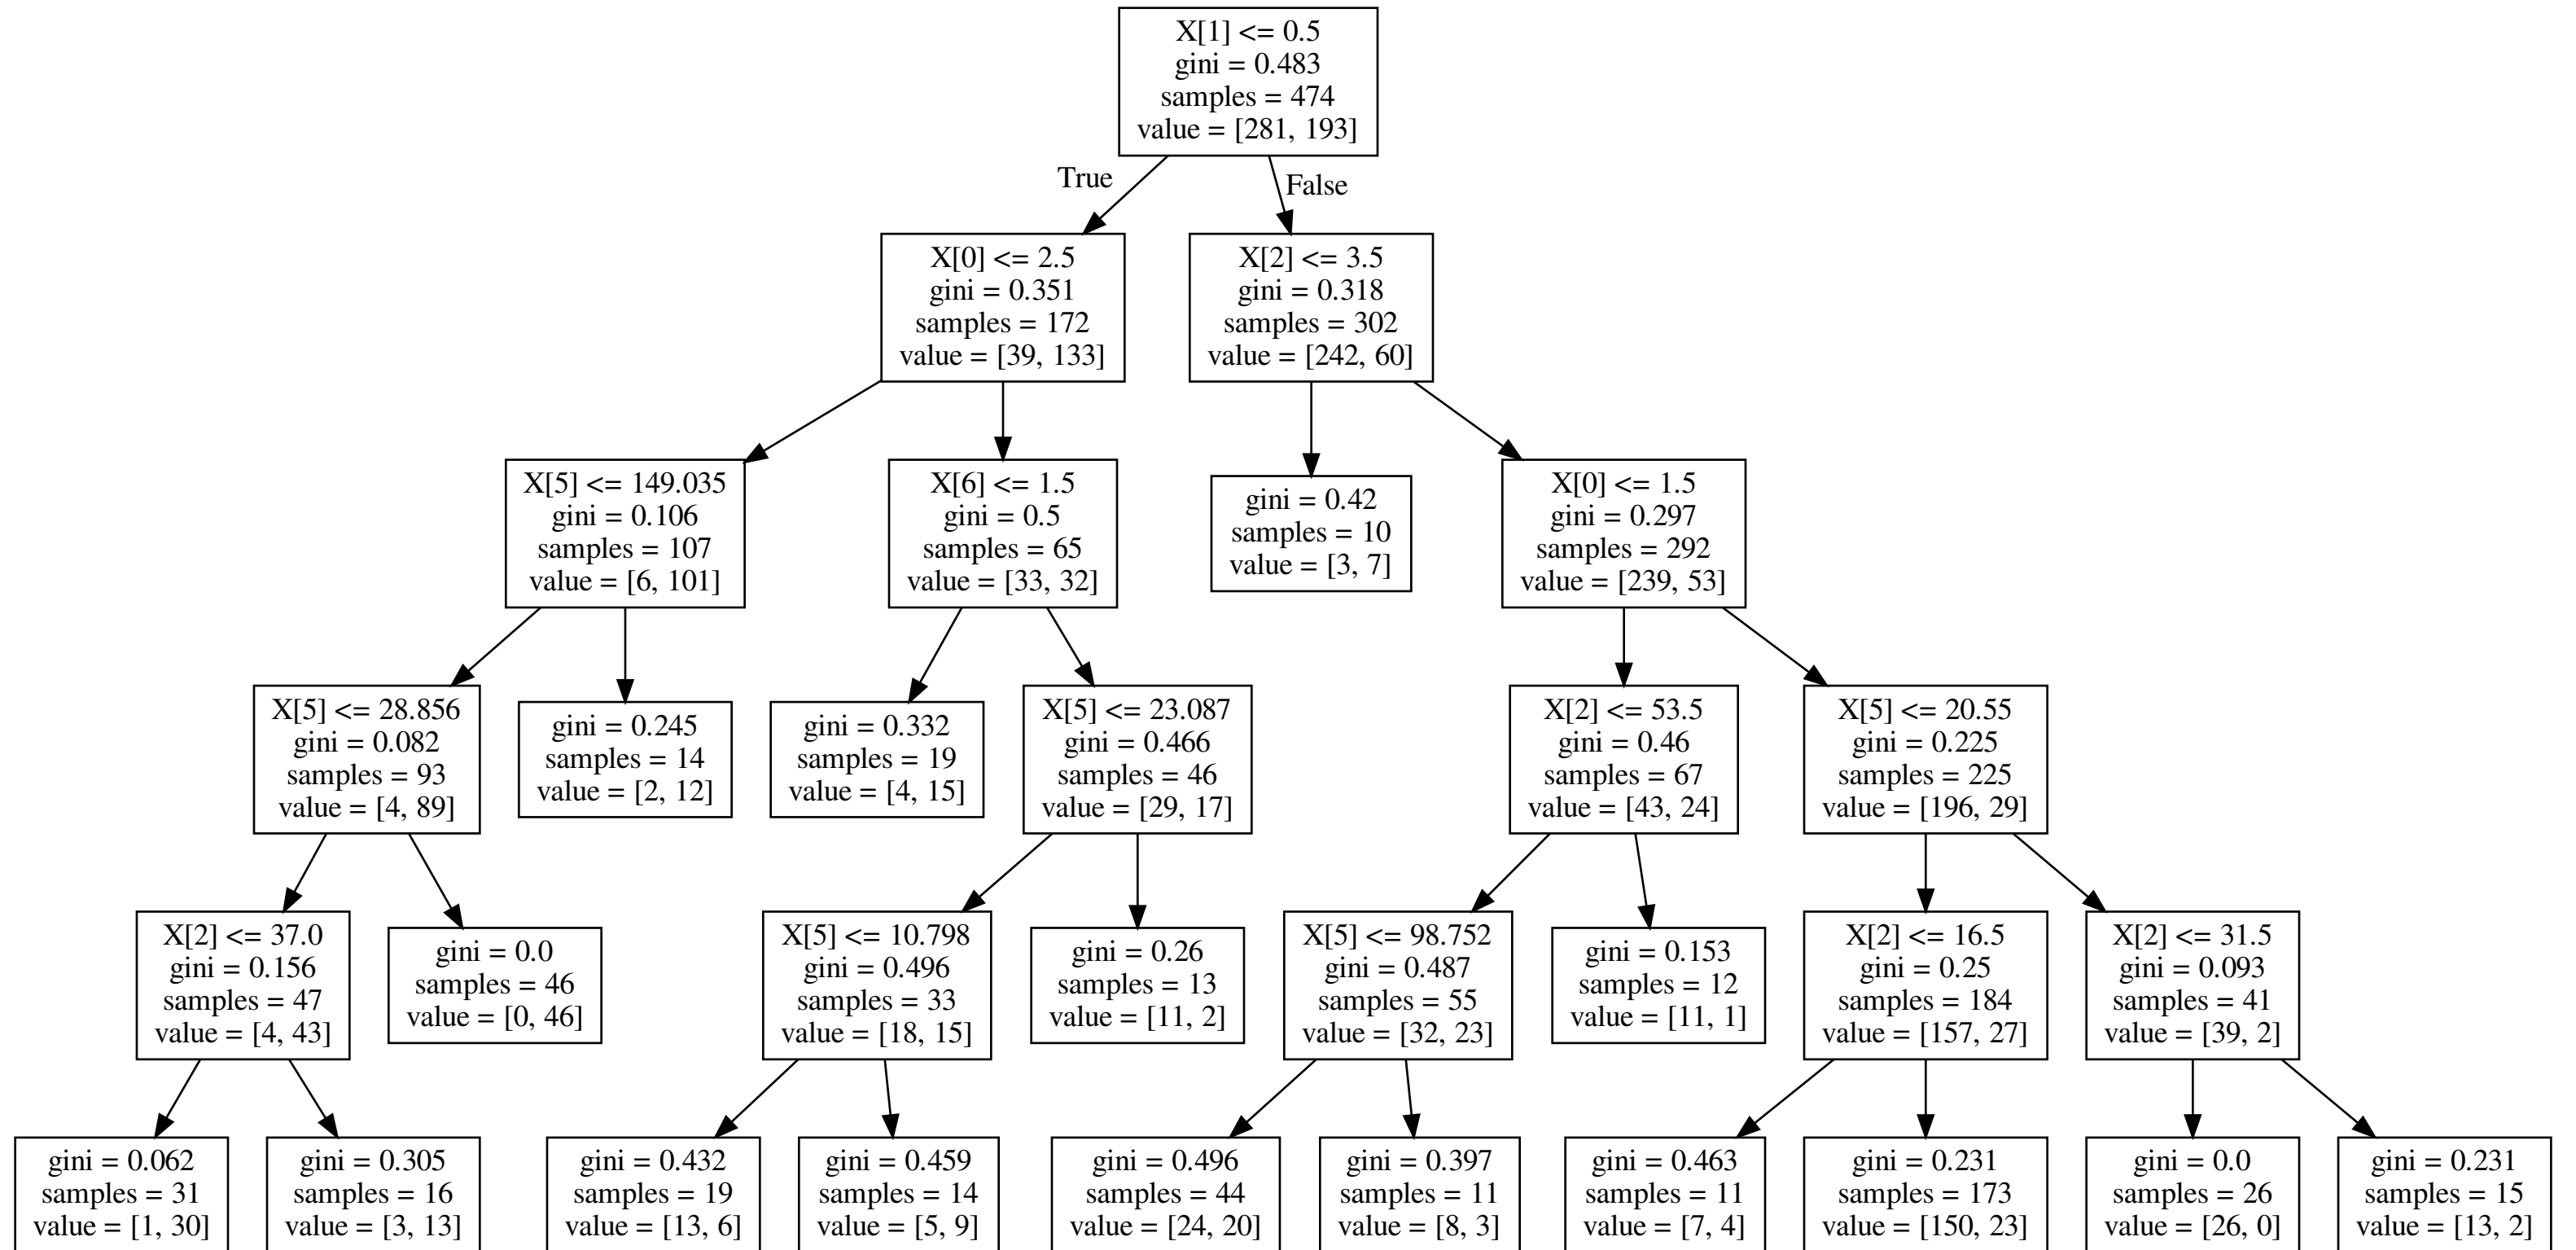 X[1] <= 0.5
gini = 0.483
samples = 474
value = [281, 193]
True
False
X[0] <= 2.5
gini = 0.351
samples = 172
value = [39, 133]
X[2] <= 3.5
gini = 0.318
samples = 302
value = [242, 60]
X[5] <= 149.035
gini = 0.106
samples = 107
value = [6, 101]
X[6] <= 1.5
gini = 0.5
samples = 65
value = [33, 32]
gini = 0.42
samples = 10
value = [3, 7]
X[0] <= 1.5
gini = 0.297
samples = 292
value = [239, 53]
X[5] <= 28.856
gini = 0.082
samples = 93
value = [4, 89]
gini = 0.245
samples = 14
value = [2, 12]
gini = 0.332
samples = 19
value = [4, 15]
X[5] <= 23.087
gini = 0.466
samples = 46
value = [29, 17]
X[2] <= 53.5
gini = 0.46
samples = 67
value = [43, 24]
X[5] <= 20.55
gini = 0.225
samples = 225
value = [196, 29]
X[2] <= 37.0
gini = 0.156
samples = 47
value = [4, 43]
gini = 0.0
samples = 46
value = [0, 46]
X[5] <= 10.798
gini = 0.496
samples = 33
value = [18, 15]
gini = 0.26
samples = 13
value = [11, 2]
X[5] <= 98.752
gini = 0.487
samples = 55
value = [32, 23]
gini = 0.153
samples = 12
value = [11, 1]
X[2] <= 16.5
gini = 0.25
samples = 184
value = [157, 27]
X[2] <= 31.5
gini = 0.093
samples = 41
value = [39, 2]
gini = 0.062
samples = 31
value = [1, 30]
gini = 0.305
samples = 16
value = [3, 13]
gini = 0.432
samples = 19
value = [13, 6]
gini = 0.459
samples = 14
value = [5, 9]
gini = 0.496
samples = 44
value = [24, 20]
gini = 0.397
samples = 11
value = [8, 3]
gini = 0.463
samples = 11
value = [7, 4]
gini = 0.231
samples = 173
value = [150, 23]
gini = 0.0
samples = 26
value = [26, 0]
gini = 0.231
samples = 15
value = [13, 2]